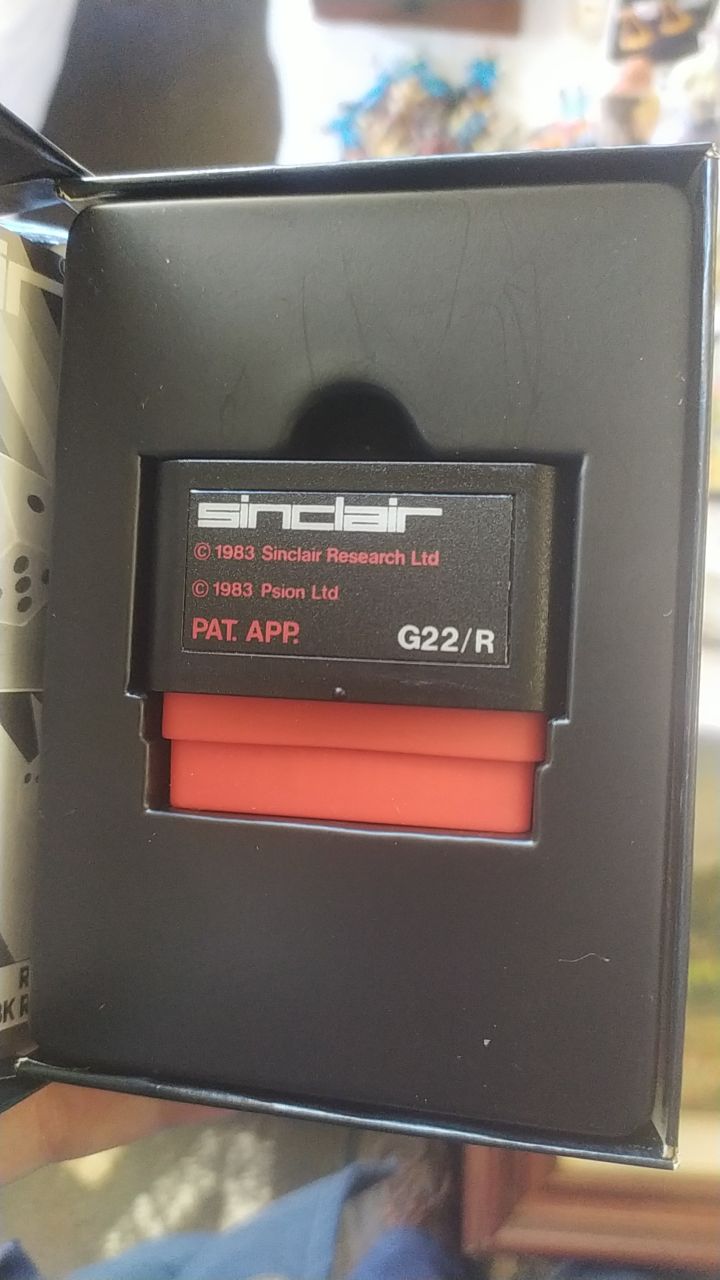 sinclair
© 1983 Sinclair Research Ltd
© 1983 Psion Ltd
PAT. APP.
G22/R